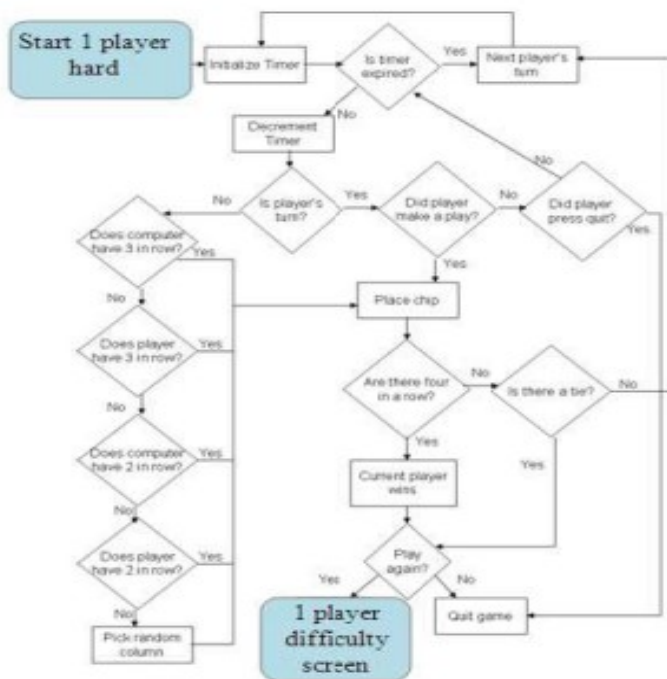 Start 1 player
hard
Initialize Timer
Is timer
expired?
Yes
Next player's
turn
No
Decrement
Timer
No
Is player's
turn?
Yes
Did player
make a play?
No
Did player
press quit?
No
Yes
Does computer
have 3 in row?
Yes
Yes
Place chip
No
Does player
have 3 in row?
Yes
Are there four
in a row?
No
Is there a tie?
No
No
Does computer
have 2 in row?
Yes
Yes
Current player
wins
Yes
No
Does player
have 2 in row?
Yes
Play
again?
Yes
No
No
Pick random
column
1 player
difficulty
screen
Quit game